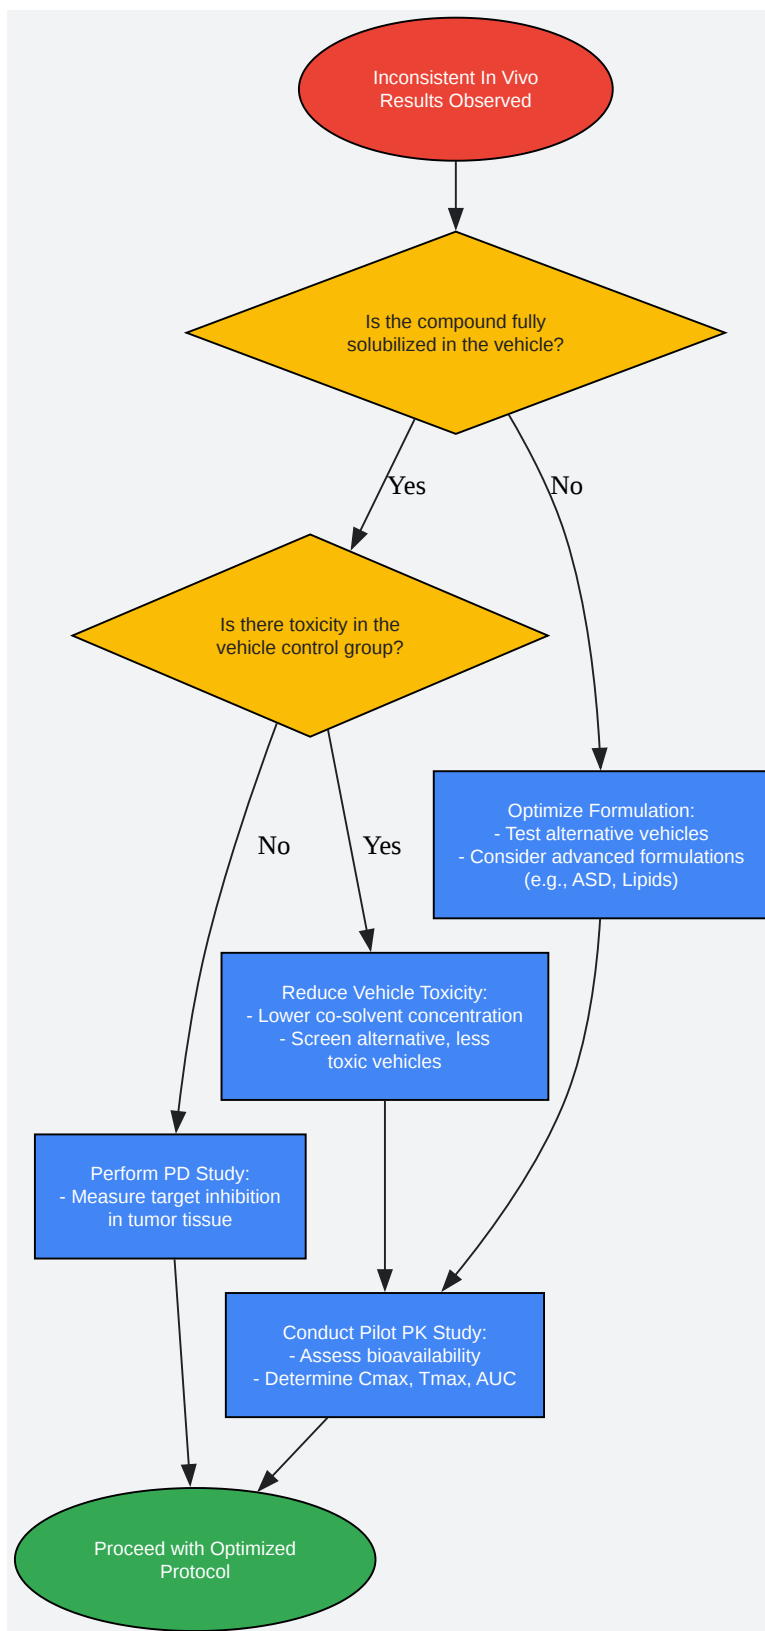 Inconsistent In Vivo
Results Observed
Is the compound fully
solubilized in the vehicle?
Yes
No
Is there toxicity in the
vehicle control group?
No
Yes
Optimize Formulation:
- Test alternative vehicles
- Consider advanced formulations
(e.g., ASD, Lipids)
Reduce Vehicle Toxicity:
- Lower co-solvent concentration
- Screen alternative, less
toxic vehicles
Perform PD Study:
- Measure target inhibition
in tumor tissue
Conduct Pilot PK Study:
- Assess bioavailability
- Determine Cmax, Tmax, AUC
Proceed with Optimized
Protocol